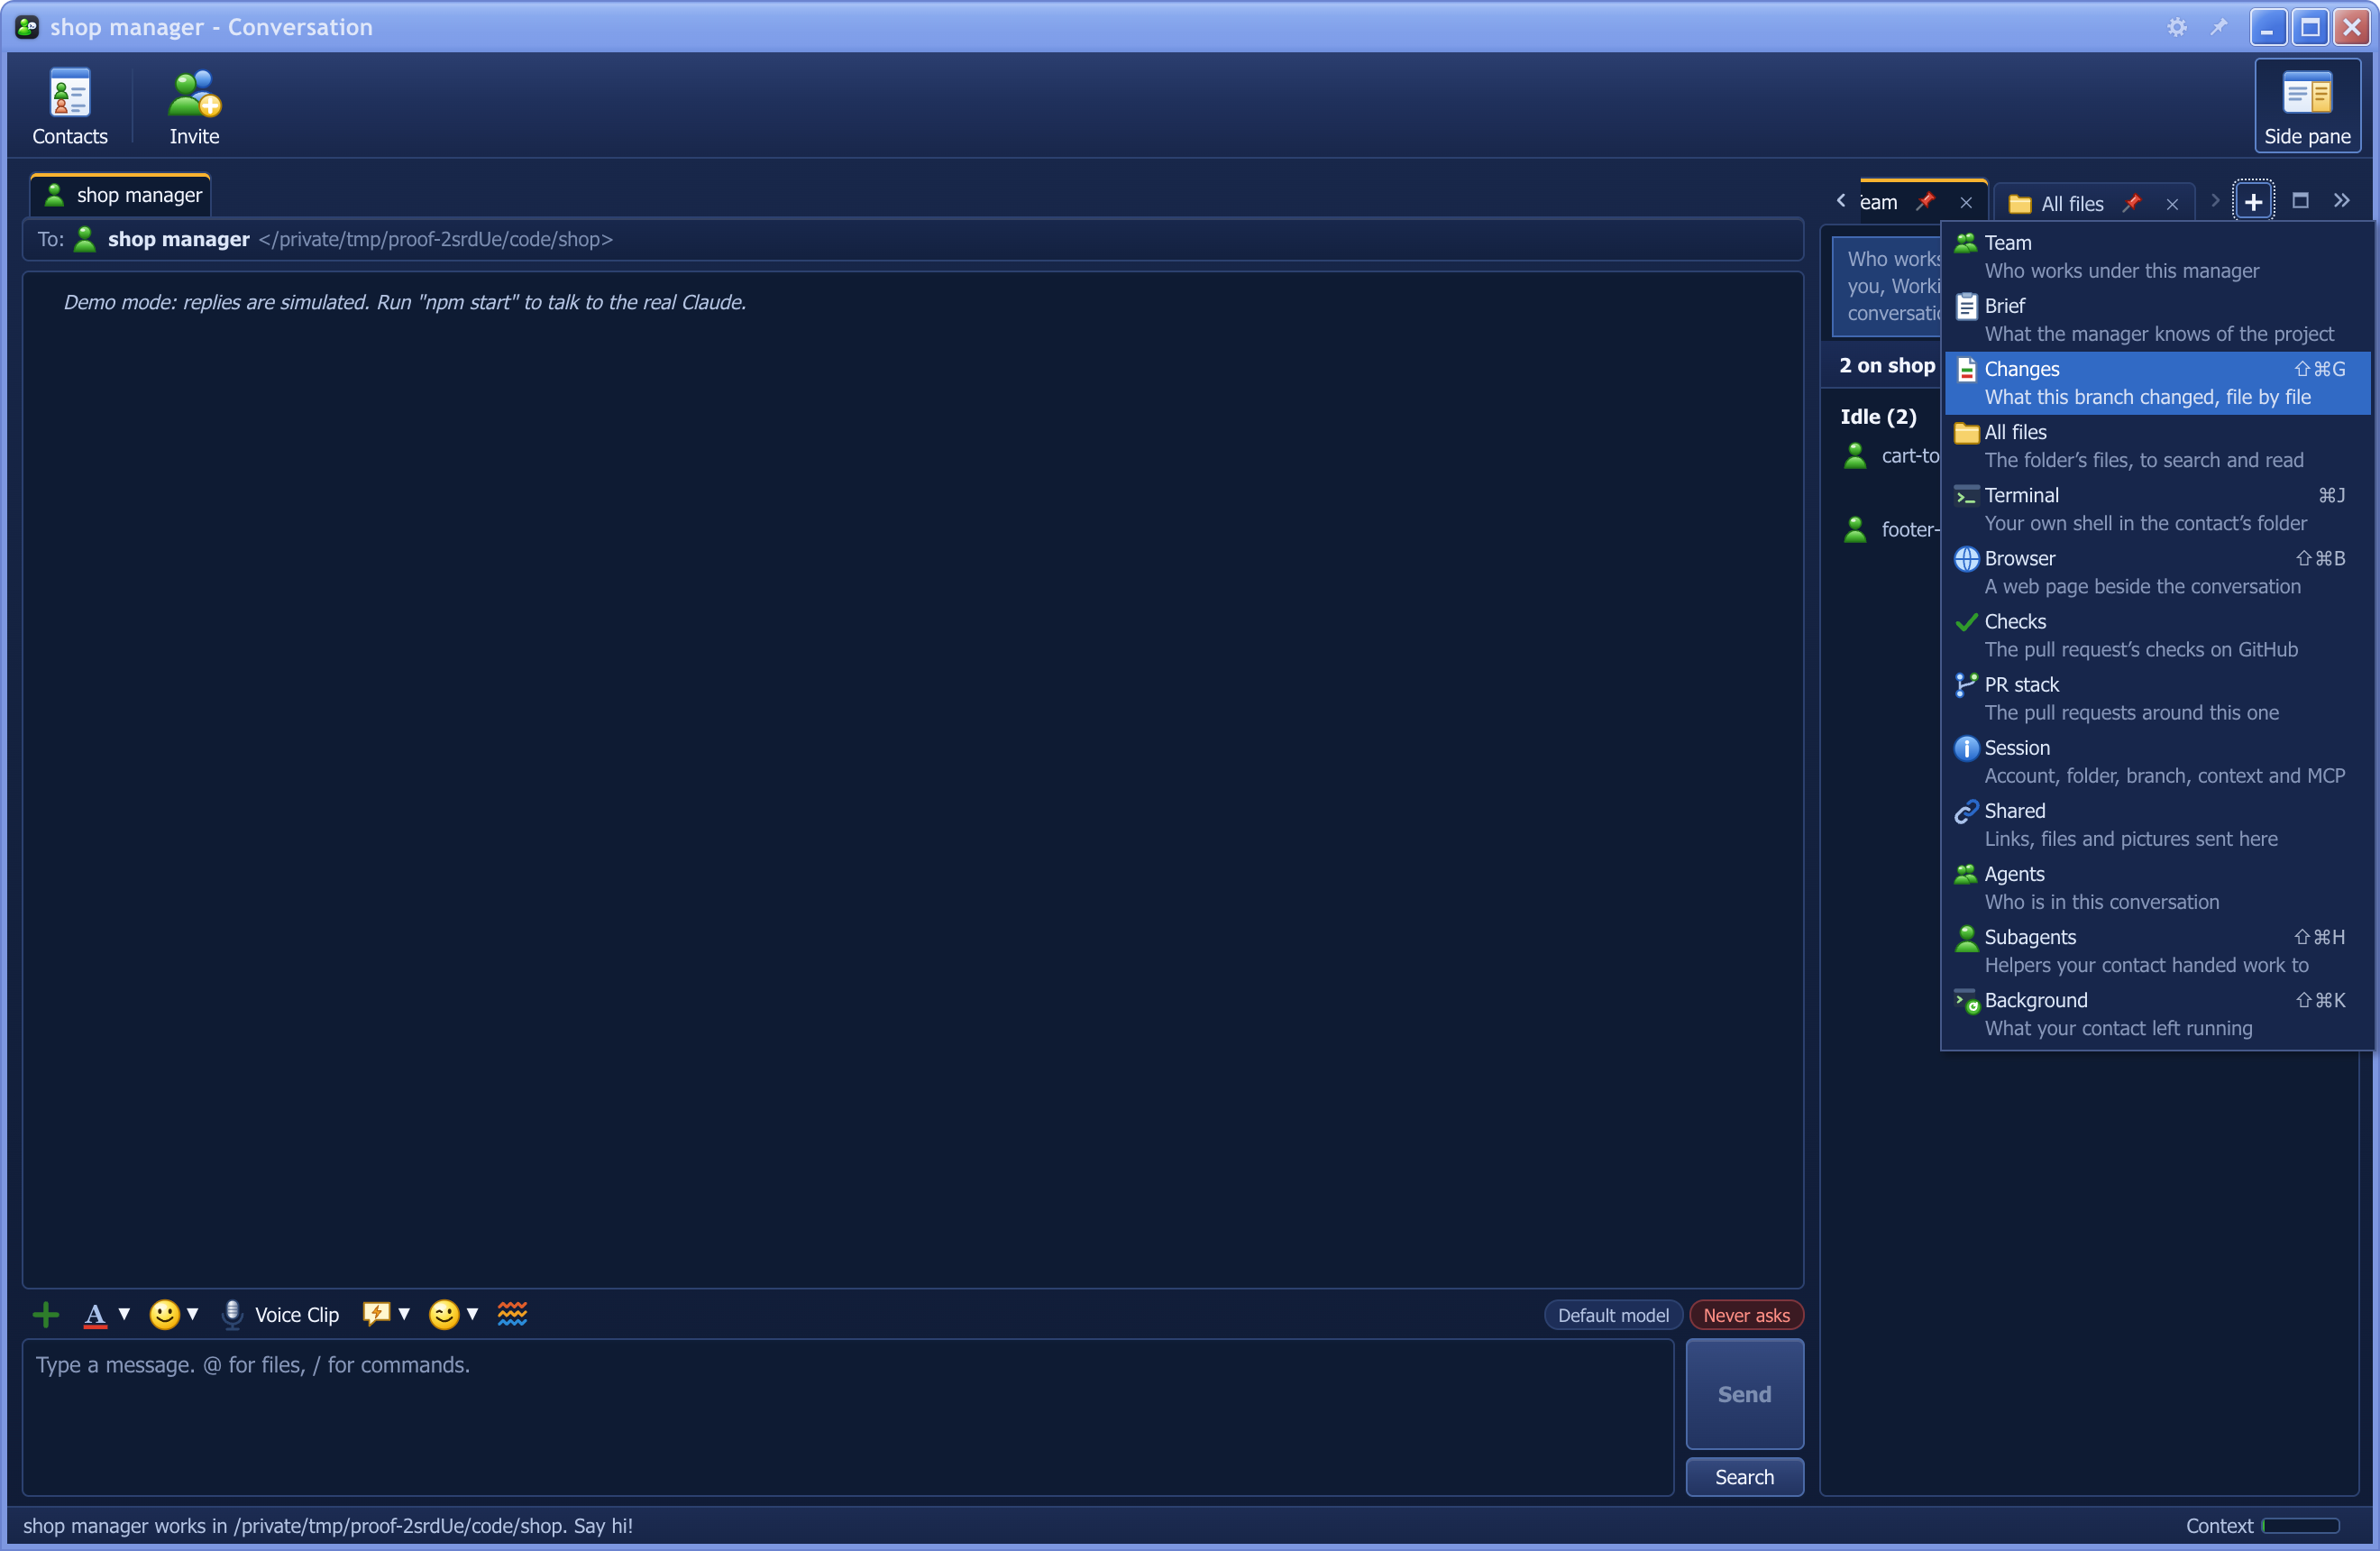 shop manager - Conversation
Contacts
Invite
Side pane
shop manager
To: shop manager </private/tmp/proof-2srdUe/code/shop>
Demo mode: replies are simulated. Run "npm start" to talk to the real Claude.
eam
All files
Who works
you, Worki
conversatio
2 on shop
Idle (2)
cart-to
footer-
Team
Who works under this manager
Brief
What the manager knows of the project
Changes ⇧⌘G
What this branch changed, file by file
All files
The folder’s files, to search and read
Terminal ⌘J
Your own shell in the contact’s folder
Browser ⇧⌘B
A web page beside the conversation
Checks
The pull request’s checks on GitHub
PR stack
The pull requests around this one
Session
Account, folder, branch, context and MCP
Shared
Links, files and pictures sent here
Agents
Who is in this conversation
Subagents ⇧⌘H
Helpers your contact handed work to
Background ⇧⌘K
What your contact left running
A
Voice Clip
Default model
Never asks
Type a message. @ for files, / for commands.
Send
Search
shop manager works in /private/tmp/proof-2srdUe/code/shop. Say hi!
Context